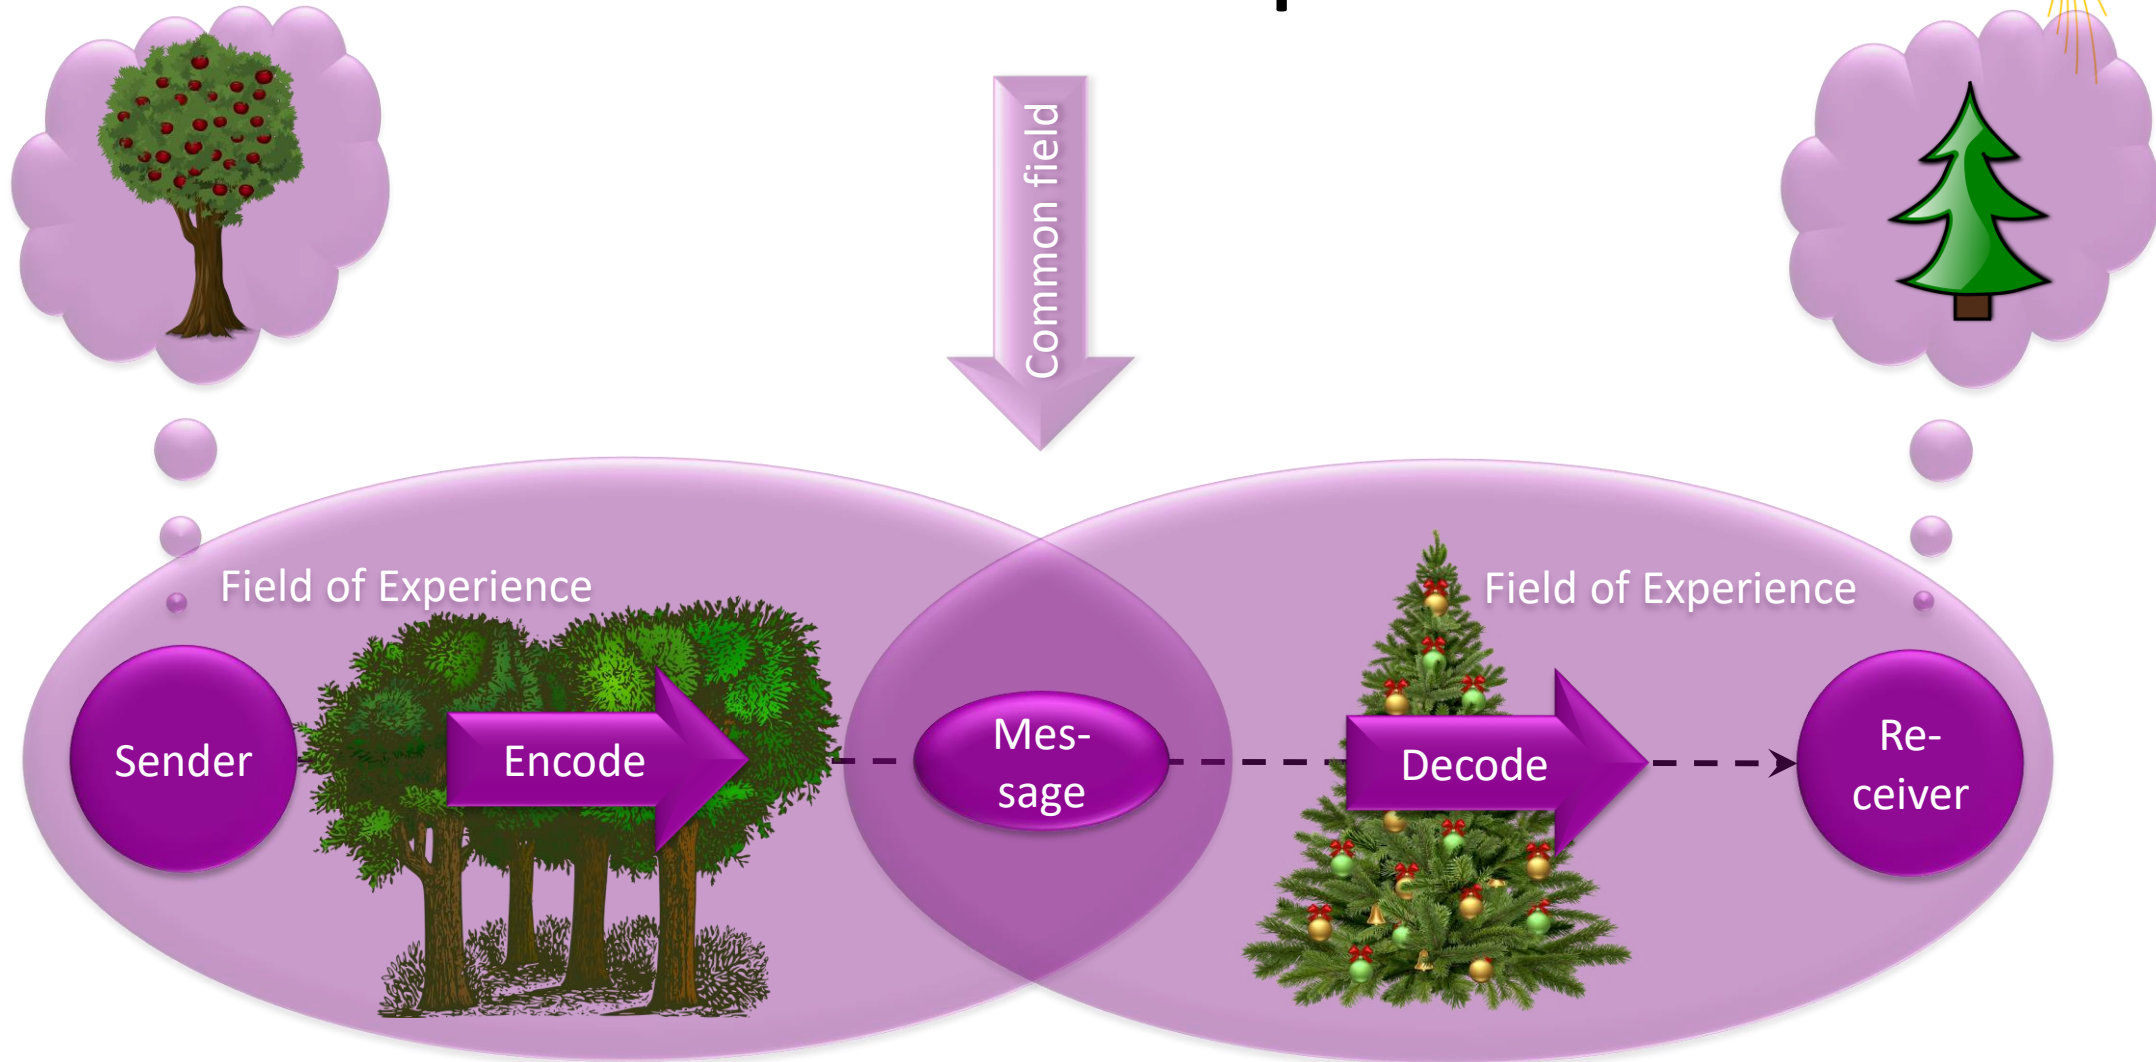 Common field
Field of Experience
Field of Experience
Sender
Encode
Mes-
sage
Decode
Re-
ceiver